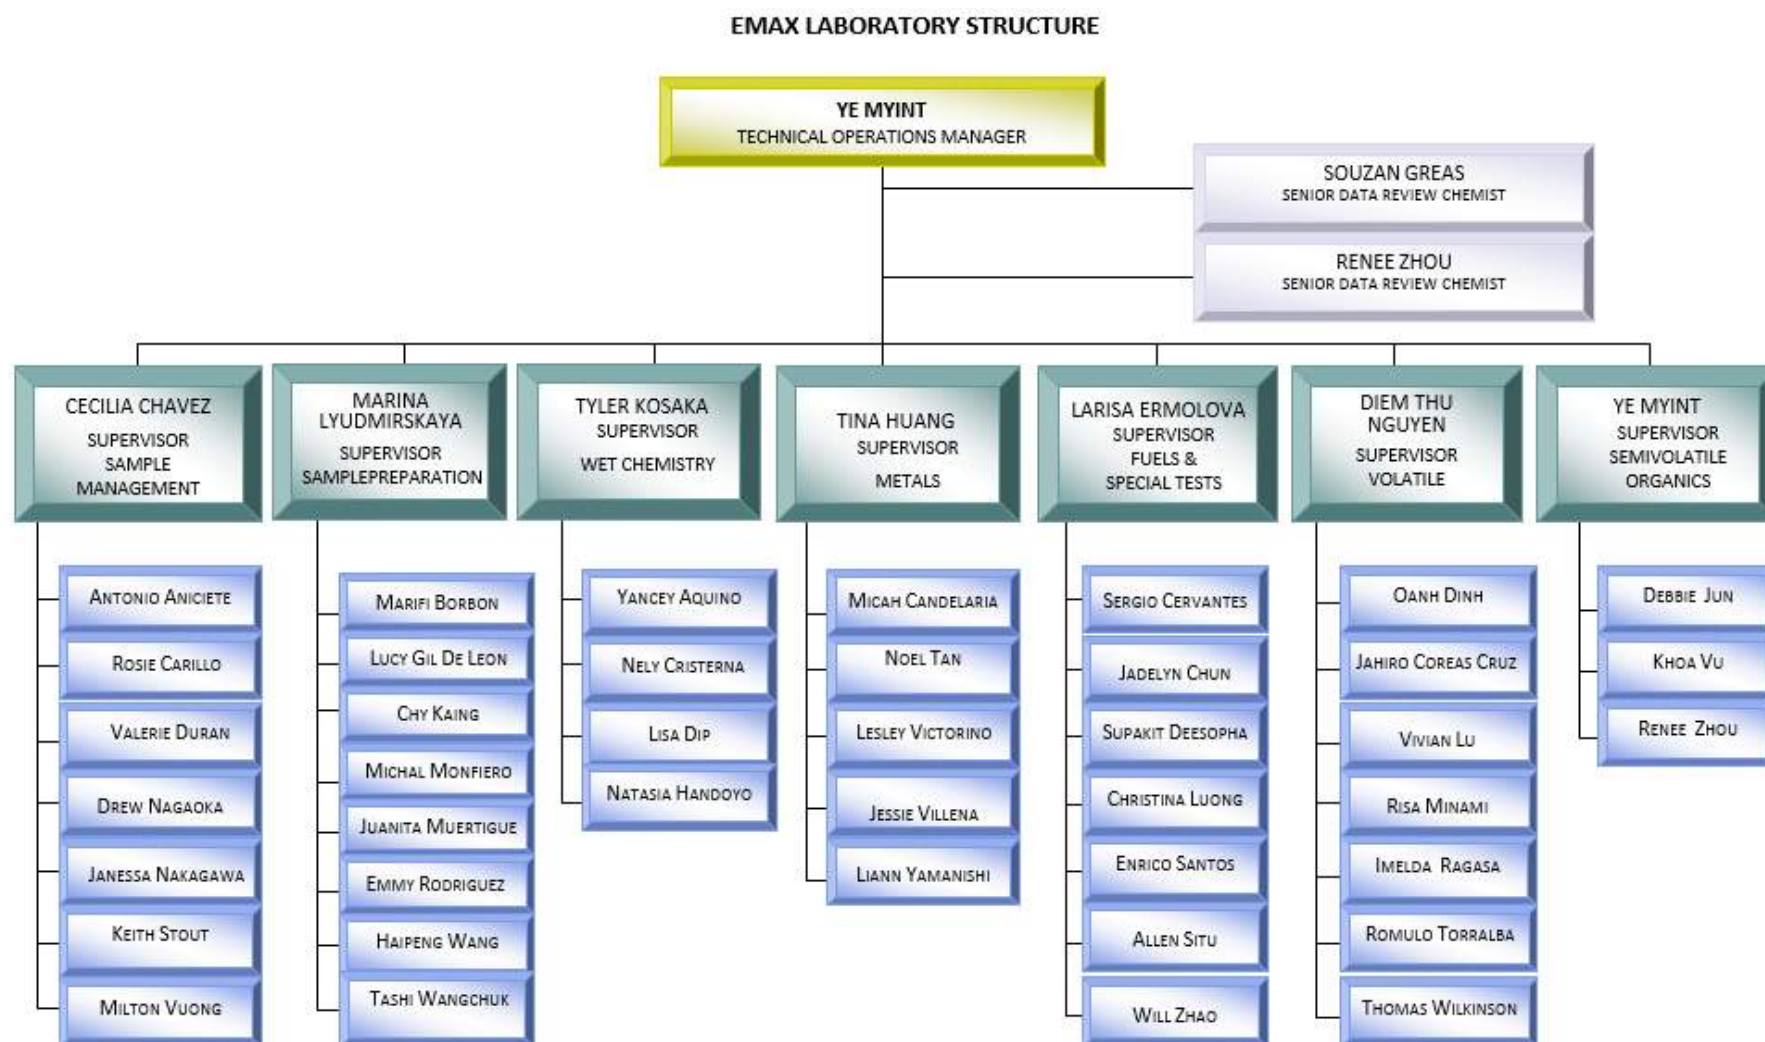 EMAX LABORATORY STRUCTURE
YE MYINT
TECHNICAL OPERATIONS MANAGER
SOUZAN GREAS
SENIOR DATA REVIEW CHEMIST
RENEE ZHOU
SENIOR DATA REVIEW CHEMIST
CECILIA CHAVEZ
SUPERVISOR
SAMPLE
MANAGEMENT
MARINA
LYUDMIRSKAYA
SUPERVISOR
SAMPLEPREPARATION
TYLER KOSAKA
SUPERVISOR
WET CHEMISTRY
TINA HUANG
SUPERVISOR
METALS
LARISA ERMOLOVA
SUPERVISOR
FUELS &
SPECIAL TESTS
DIEM THU
NGUYEN
SUPERVISOR
VOLATILE
YE MYINT
SUPERVISOR
SEMIVOLATILE
ORGANICS
ANTONIO ANICIETE
ROSIE CARILLO
VALERIE DURAN
DREW NAGAOKA
JANESSA NAKAGAWA
KEITH STOUT
MILTON VUONG
MARIFI BORBON
LUCY GIL DE LEON
CHY KAING
MICHAL MONFIERO
JUANITA MUERTIGUE
EMMY RODRIGUEZ
HAIPENG WANG
TASHI WANGCHUK
YANCEY AQUINO
NELY CRISTERNA
LISA DIP
NATASIA HANDOYO
MICAH CANDELARIA
NOEL TAN
LESLEY VICTORINO
JESSIE VILLENA
LIANN YAMANISHI
SERGIO CERVANTES
JADELYN CHUN
SUPAKIT DEESOPHA
CHRISTINA LUONG
ENRICO SANTOS
ALLEN SITU
WILL ZHAO
OANH DINH
JAHIRO COREAS CRUZ
VIVIAN LU
RISA MINAMI
IMELDA RAGASA
ROMULO TORRALBA
THOMAS WILKINSON
DEBBIE JUN
KHOA VU
RENEE ZHOU